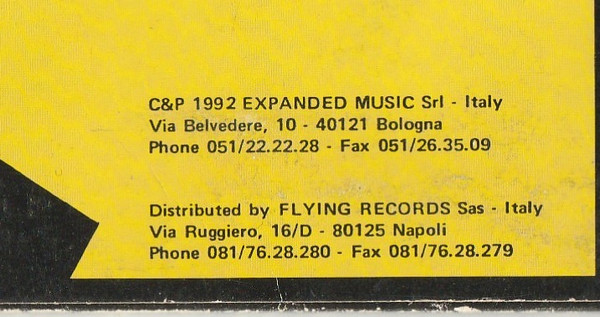 C&P 1992 EXPANDED MUSIC Srl - Italy
Via Belvedere, 10 - 40121 Bologna
Phone 051/22.22.28 - Fax 051/26.35.09
Distributed by FLYING RECORDS Sas - Italy
Via Ruggiero, 16/D - 80125 Napoli
Phone 081/76.28.280 - Fax 081/76.28.279